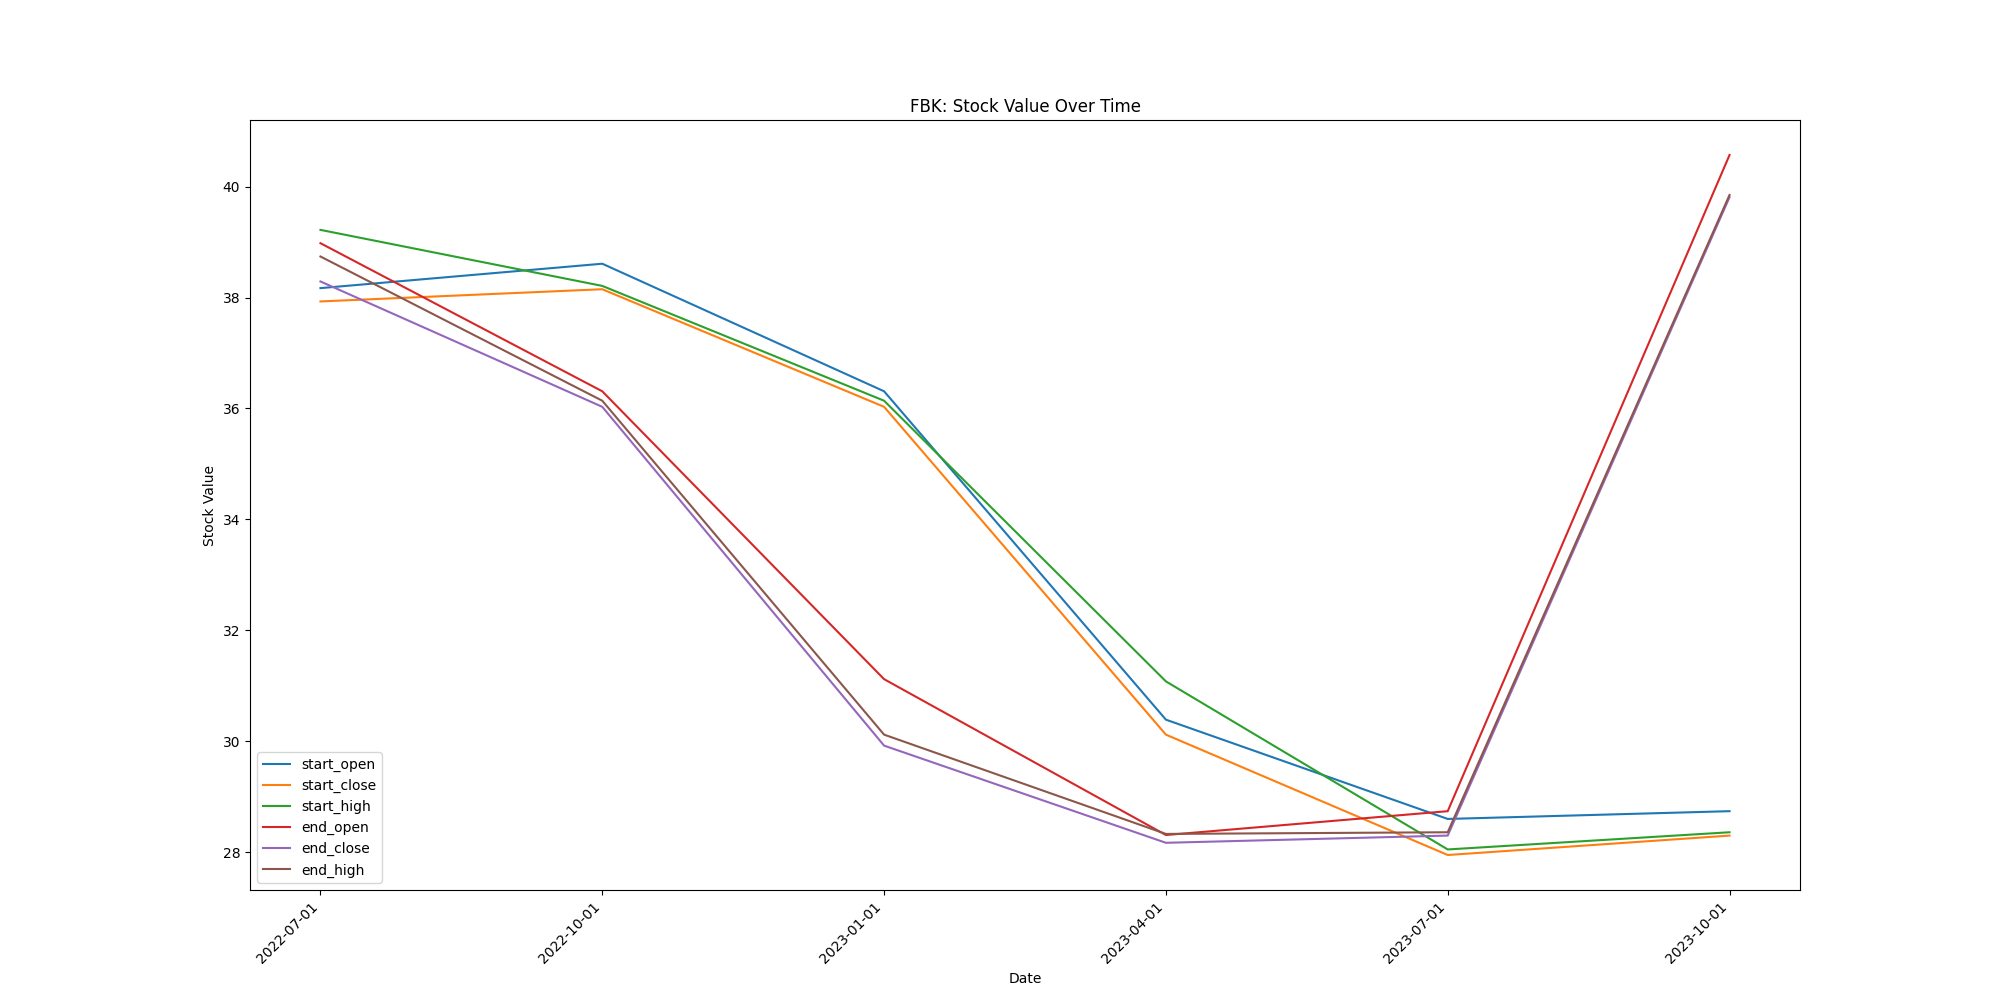 FBK: Stock Value Over Time
Stock Value
40
38
36
34
32
30
28
start_open
start_close
start_high
end_open
end_close
end_high
2022-07-01
2022-10-01
2023-01-01
2023-04-01
2023-07-01
2023-10-01
Date